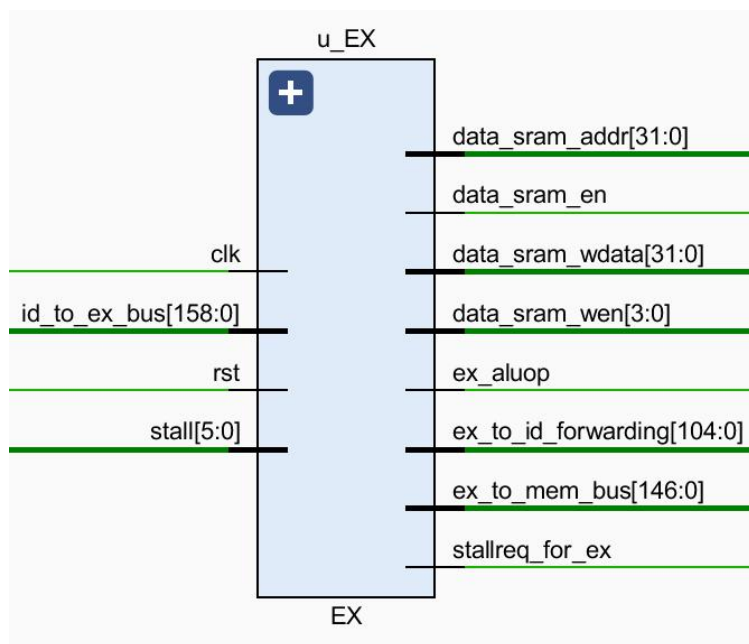 u_EX
data_sram_addr[31:0]
data_sram_en
clk
data_sram_wdata[31:0]
id_to_ex_bus[158:0]
data_sram_wen[3:0]
rst
ex_aluop
stall[5:0]
ex_to_id_forwarding[104:0]
ex_to_mem_bus[146:0]
stallreq_for_ex
EX